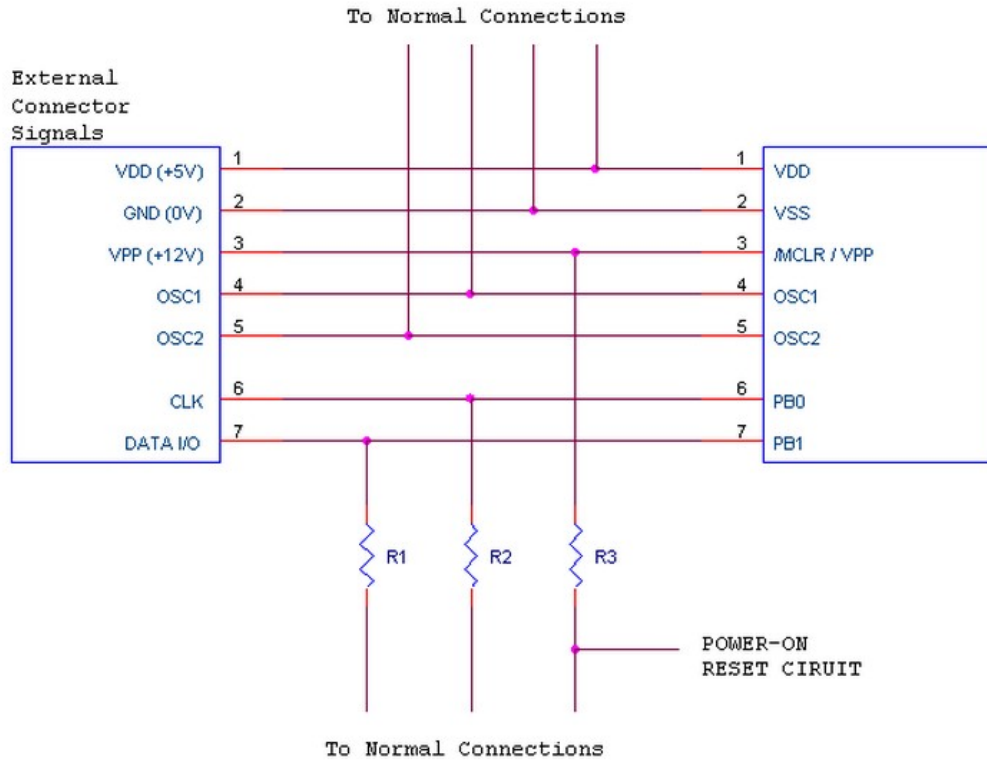 To Normal Connections
External
Connector
Signals
VDD (+5V) 1 1 VDD
GND (0V) 2 2 VSS
VPP (+12V) 3 3 /MCLR / VPP
OSC1 4 4 OSC1
OSC2 5 5 OSC2
CLK 6 6 PB0
DATA I/O 7 7 PB1
R1 R2 R3
POWER-ON
RESET CIRUIT
To Normal Connections